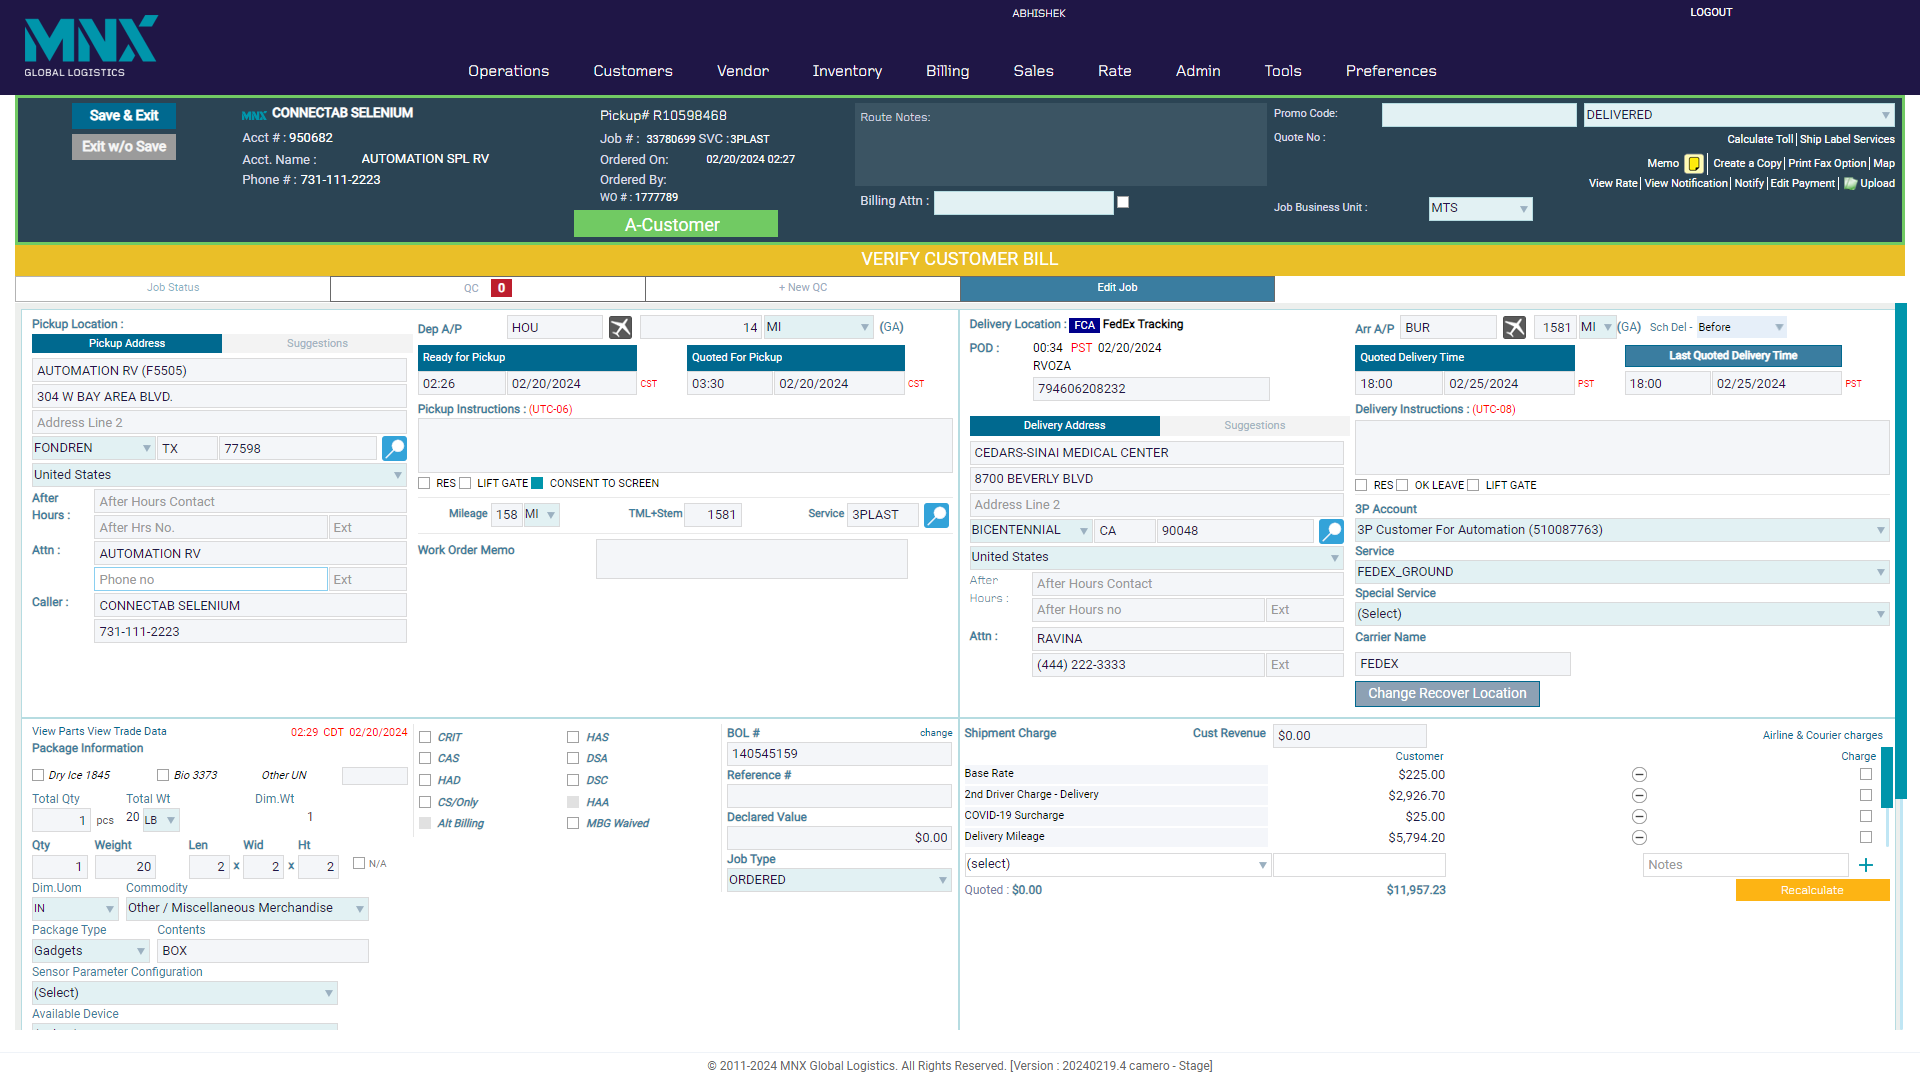 MNX
GLOBAL LOGISTICS
ABHISHEK
LOGOUT
Operations Customers Vendor Inventory Billing Sales Rate Admin Tools Preferences
Save & Exit
Exit w/o Save
MNX CONNECTAB SELENIUM
Acct # : 950682
Acct. Name : AUTOMATION SPL RV
Phone # : 731-111-2223
Pickup# R10598468
Job # : 33780699 SVC :3PLAST
Ordered On: 02/20/2024 02:27
Ordered By:
WO # : 1777789
A-Customer
Route Notes:
Billing Attn :
Promo Code:
DELIVERED
Quote No :
Calculate Toll| Ship Label Services
Memo | Create a Copy| Print Fax Option| Map
View Rate| View Notification| Notify| Edit Payment| Upload
Job Business Unit : MTS
VERIFY CUSTOMER BILL
Job Status QC 0 + New QC Edit Job
Pickup Location :
Pickup Address Suggestions
AUTOMATION RV (F5505)
304 W BAY AREA BLVD.
Address Line 2
FONDREN TX 77598
United States
After Hours : After Hours Contact
After Hrs No. Ext
Attn : AUTOMATION RV
Phone no Ext
Caller : CONNECTAB SELENIUM
731-111-2223
Dep A/P HOU 14 MI (GA)
Ready for Pickup Quoted For Pickup
02:26 02/20/2024 CST 03:30 02/20/2024 CST
Pickup Instructions : (UTC-06)
RES LIFT GATE CONSENT TO SCREEN
Mileage 158 MI TML+Stem 1581 Service 3PLAST
Work Order Memo
Delivery Location : FCA FedEx Tracking
POD : 00:34 PST 02/20/2024
RVOZA
794606208232
Delivery Address Suggestions
CEDARS-SINAI MEDICAL CENTER
8700 BEVERLY BLVD
Address Line 2
BICENTENNIAL CA 90048
United States
After Hours : After Hours Contact
After Hours no Ext
Attn : RAVINA
(444) 222-3333 Ext
Arr A/P BUR 1581 MI (GA) Sch Del - Before
Quoted Delivery Time Last Quoted Delivery Time
18:00 02/25/2024 PST 18:00 02/25/2024 PST
Delivery Instructions : (UTC-08)
RES OK LEAVE LIFT GATE
3P Account
3P Customer For Automation (510087763)
Service
FEDEX_GROUND
Special Service
(Select)
Carrier Name
FEDEX
Change Recover Location
View Parts View Trade Data 02:29 CDT 02/20/2024
Package Information
Dry Ice 1845 Bio 3373 Other UN
Total Qty Total Wt Dim.Wt
1 pcs 20 LB 1
Qty Weight Len Wid Ht
1 20 2 x 2 x 2 N/A
Dim.Uom Commodity
IN Other / Miscellaneous Merchandise
Package Type Contents
Gadgets BOX
Sensor Parameter Configuration
(Select)
Available Device
CRIT HAS
CAS DSA
HAD DSC
CS/Only HAA
Alt Billing MBG Waived
BOL # change
140545159
Reference #
Declared Value
$0.00
Job Type
ORDERED
Shipment Charge Cust Revenue $0.00 Airline & Courier charges
Customer Charge
Base Rate $225.00
2nd Driver Charge - Delivery $2,926.70
COVID-19 Surcharge $25.00
Delivery Mileage $5,794.20
(select) Notes +
Quoted : $0.00 $11,957.23 Recalculate
© 2011-2024 MNX Global Logistics. All Rights Reserved. [Version : 20240219.4 camero - Stage]